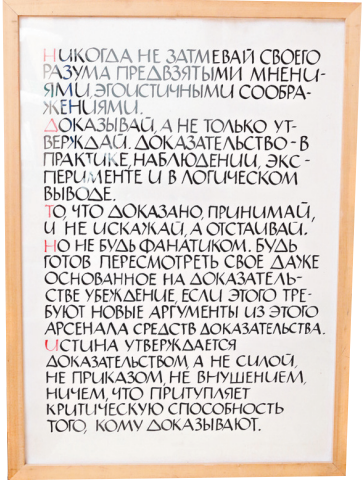 НИКОГДА НЕ ЗАТМЕВАЙ СВОЕГО
РАЗУМА ПРЕДВЗЯТЫМИ МНЕНИ-
ЯМИ, ЭГОИСТИЧНЫМИ СООБРА-
ЖЕНИЯМИ.
ДОКАЗЫВАЙ, А НЕ ТОЛЬКО УТ-
ВЕРЖДАЙ. ДОКАЗАТЕЛЬСТВО - В
ПРАКТИКЕ, НАБЛЮДЕНИИ, ЭКС-
ПЕРИМЕНТЕ И В ЛОГИЧЕСКОМ
ВЫВОДЕ.
ТО, ЧТО ДОКАЗАНО, ПРИНИМАЙ,
И НЕ ИСКАЖАЙ, А ОТСТАИВАЙ.
НО НЕ БУДЬ ФАНАТИКОМ. БУДЬ
ГОТОВ ПЕРЕСМОТРЕТЬ СВОЕ ДАЖЕ
ОСНОВАННОЕ НА ДОКАЗАТЕЛЬ-
СТВЕ УБЕЖДЕНИЕ, ЕСЛИ ЭТОГО ТРЕ-
БУЮТ НОВЫЕ АРГУМЕНТЫ ИЗ ЭТОГО
АРСЕНАЛА СРЕДСТВ ДОКАЗАТЕЛЬСТВА.
ИСТИНА УТВЕРЖДАЕТСЯ
ДОКАЗАТЕЛЬСТВОМ, А НЕ СИЛОЙ,
НЕ ПРИКАЗОМ, НЕ ВНУШЕНИЕМ,
НИЧЕМ, ЧТО ПРИТУПЛЯЕТ
КРИТИЧЕСКУЮ СПОСОБНОСТЬ
ТОГО, КОМУ ДОКАЗЫВАЮТ.